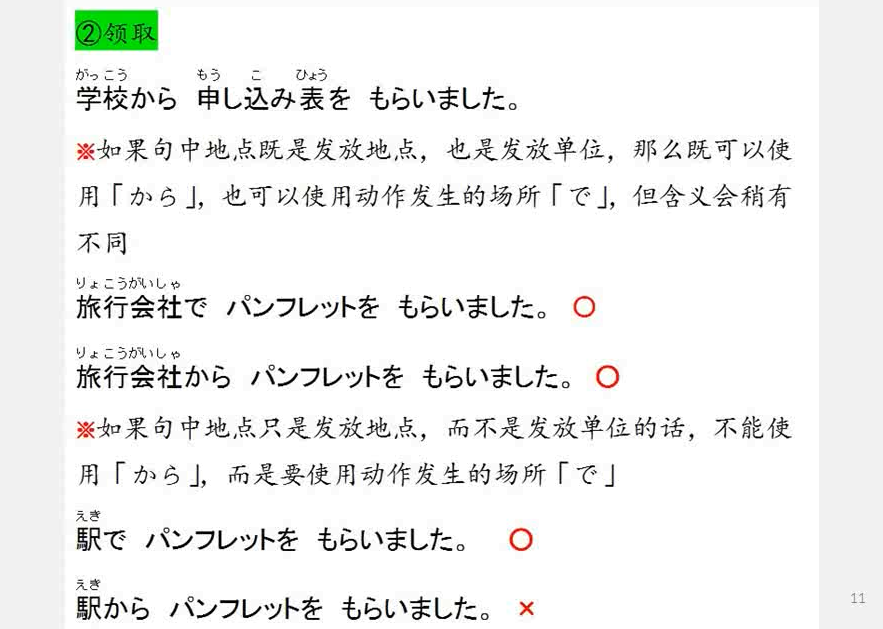 ②领取
がっこう もう こ ひょう
学校から 申し込み表を もらいました。
※如果句中地点既是发放地点，也是发放单位，那么既可以使
用「から」，也可以使用动作发生的场所「で」，但含义会稍有
不同
りょこうがいしゃ
旅行会社で パンフレットを もらいました。 〇
りょこうがいしゃ
旅行会社から パンフレットを もらいました。 〇
※如果句中地点只是发放地点，而不是发放单位的话，不能使
用「から」，而是要使用动作发生的场所「で」
えき
駅で パンフレットを もらいました。 〇
えき
駅から パンフレットを もらいました。 ×
11